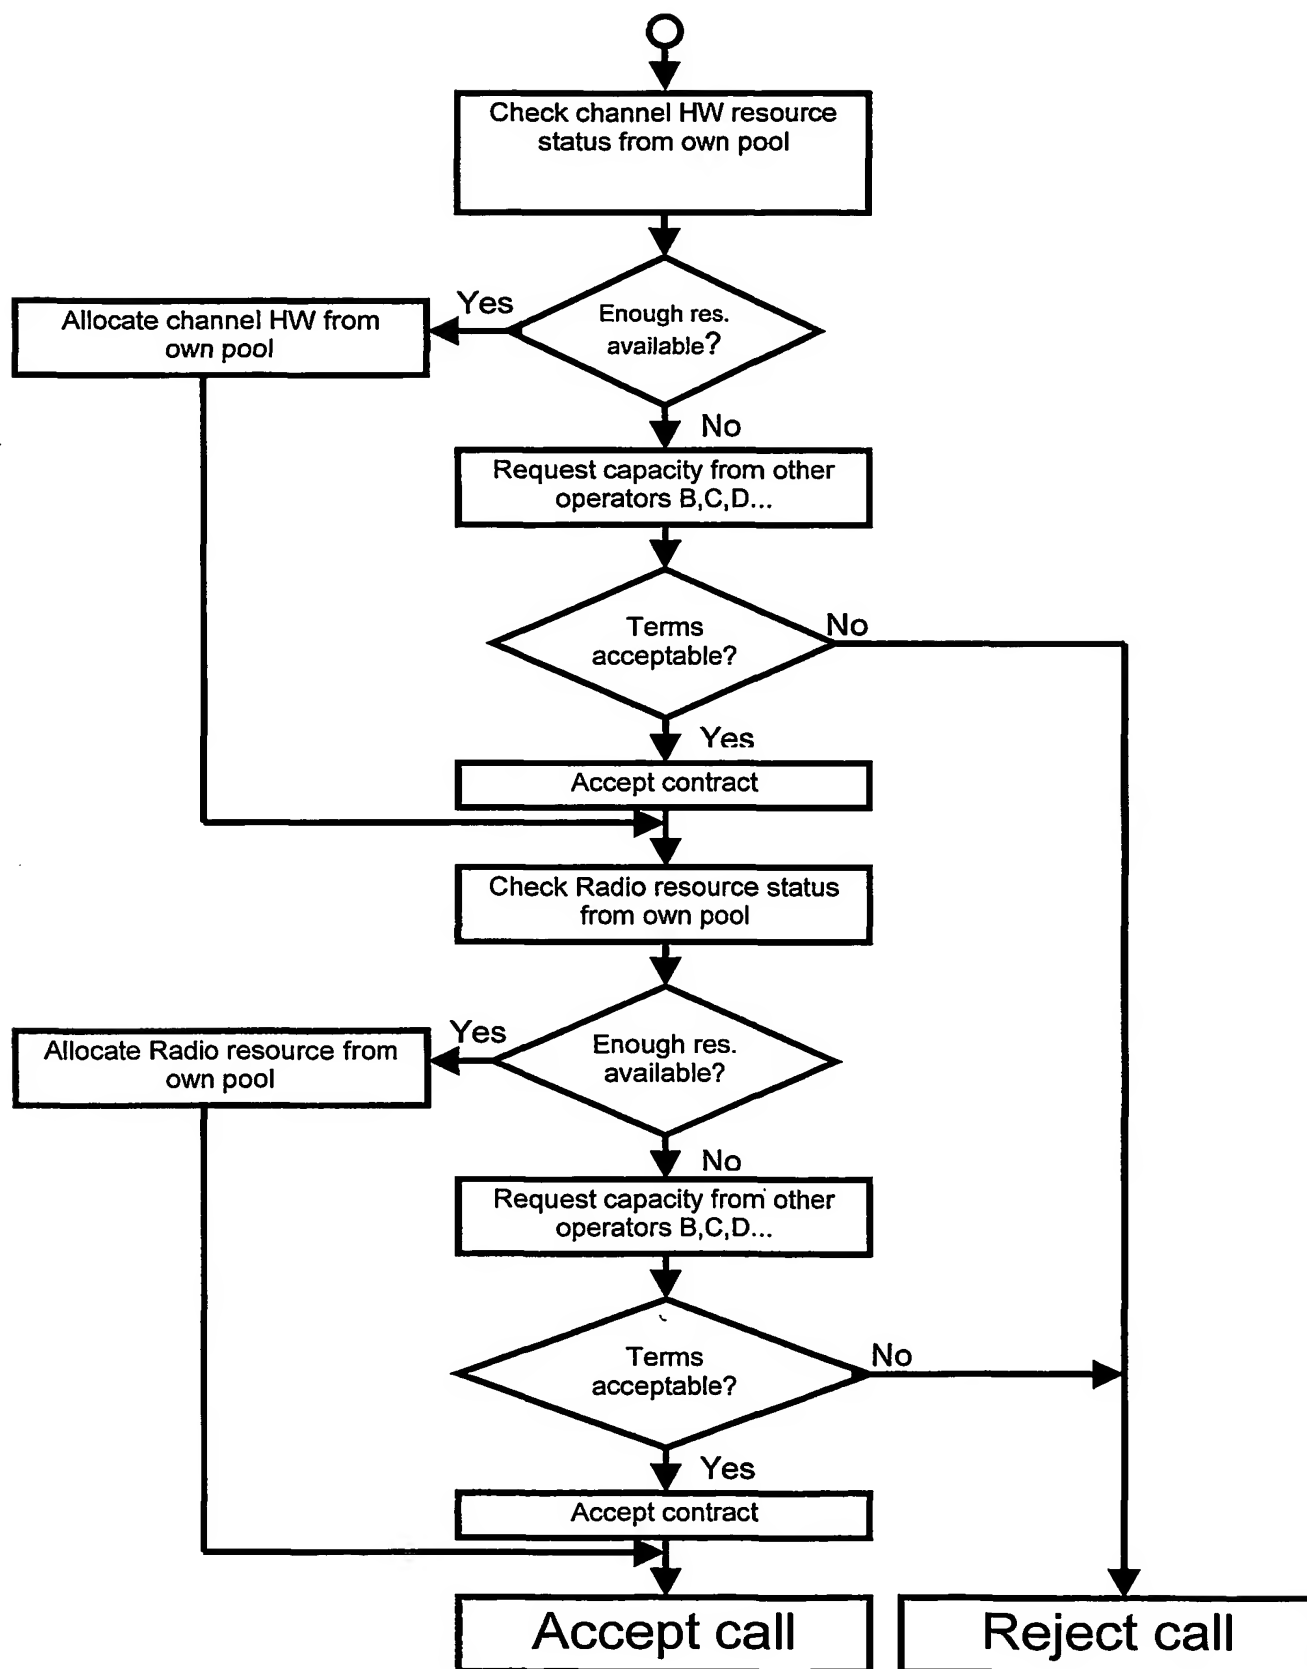 Check channel HW resource
status from own pool
Yes
Enough res.
available?
Allocate channel HW from
own pool
No
Request capacity from other
operators B,C,D...
Terms
acceptable?
No
Yes
Accept contract
Check Radio resource status
from own pool
Yes
Enough res.
available?
Allocate Radio resource from
own pool
No
Request capacity from other
operators B,C,D...
Terms
acceptable?
No
Yes
Accept contract
Accept call
Reject call